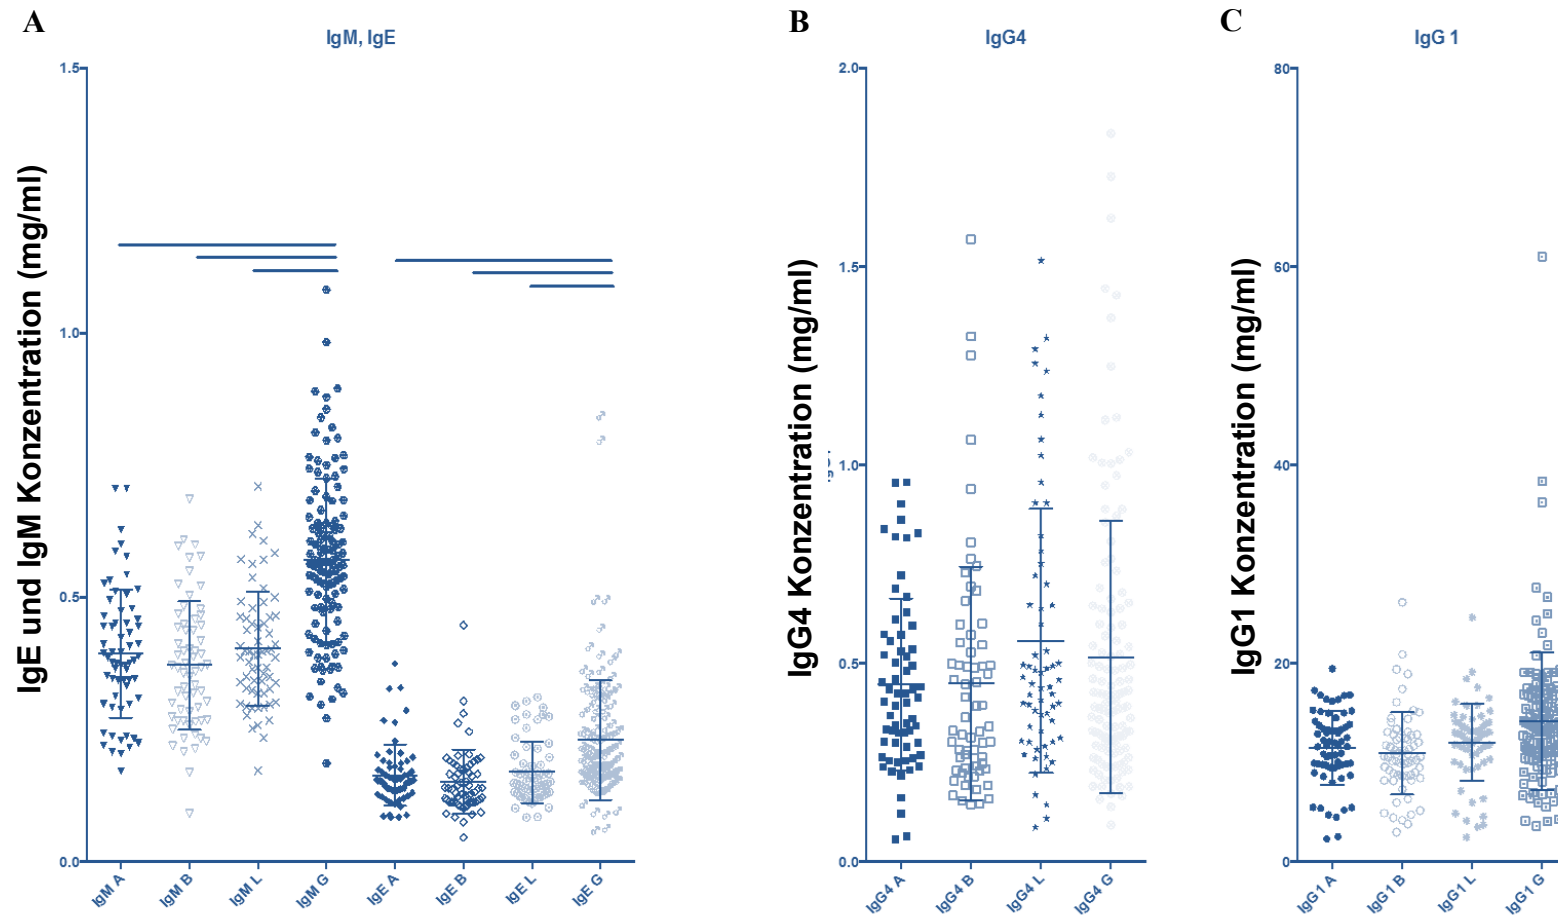 A
IgM, IgE
IgE und IgM Konzentration (mg/ml)
1.5
1.0
0.5
0.0
IgM A
IgM B
IgM L
IgM G
IgE A
IgE B
IgE L
IgE G
B
IgG4
IgG4 Konzentration (mg/ml)
2.0
1.5
1.0
0.5
0.0
IgG4 A
IgG4 B
IgG4 L
IgG4 G
C
IgG 1
IgG1 Konzentration (mg/ml)
80
60
40
20
0
IgG1 A
IgG1 B
IgG1 L
IgG1 G